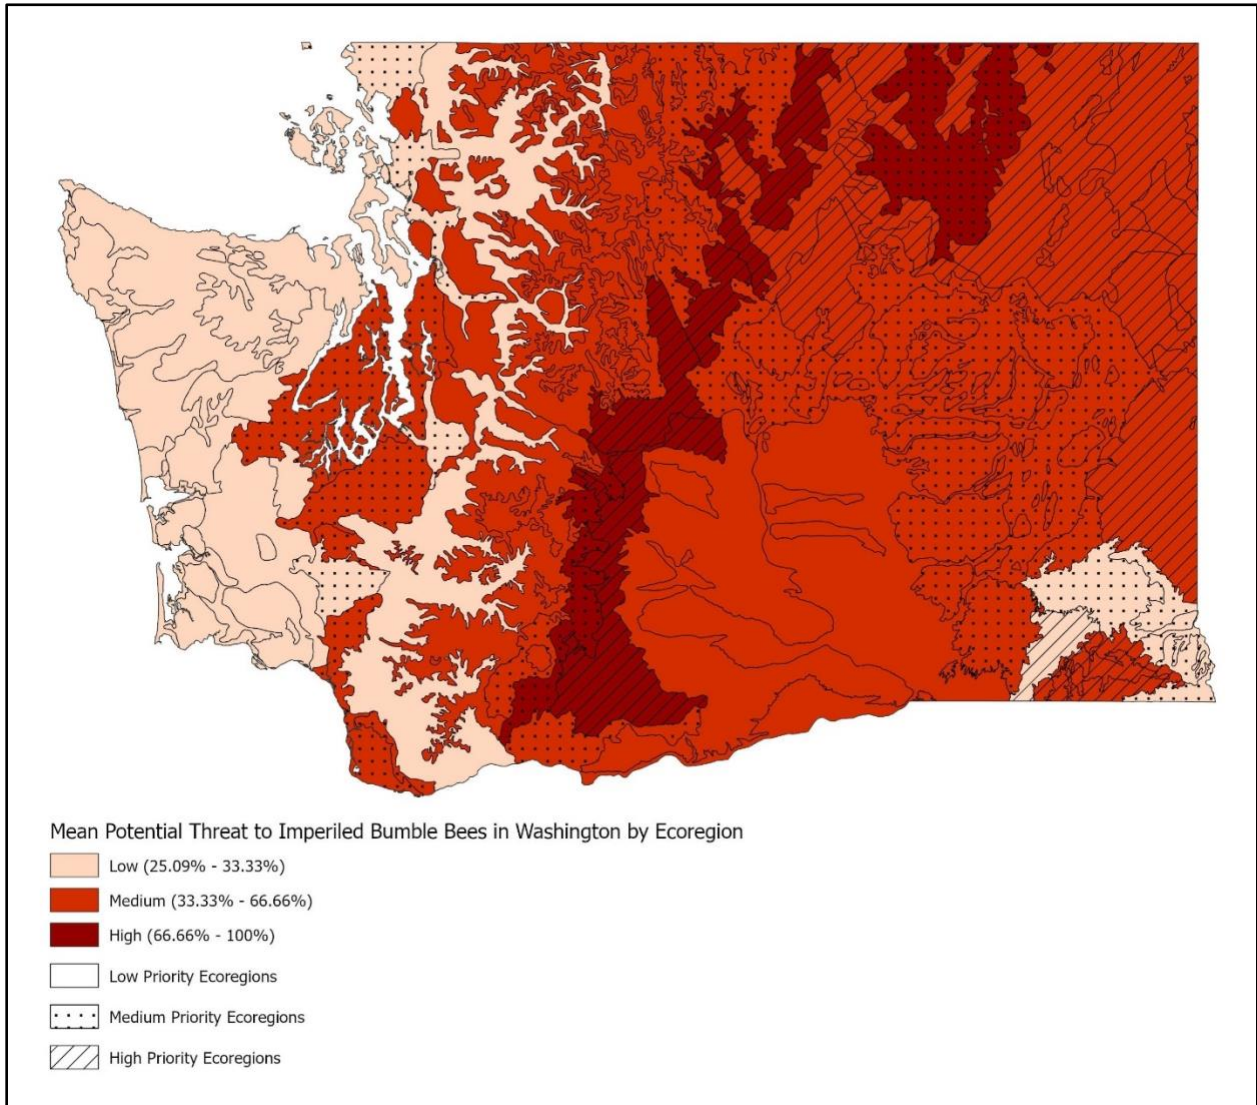 Mean Potential Threat to Imperiled Bumble Bees in Washington by Ecoregion
Low (25.09% - 33.33%)
Medium (33.33% - 66.66%)
High (66.66% - 100%)
Low Priority Ecoregions
Medium Priority Ecoregions
High Priority Ecoregions